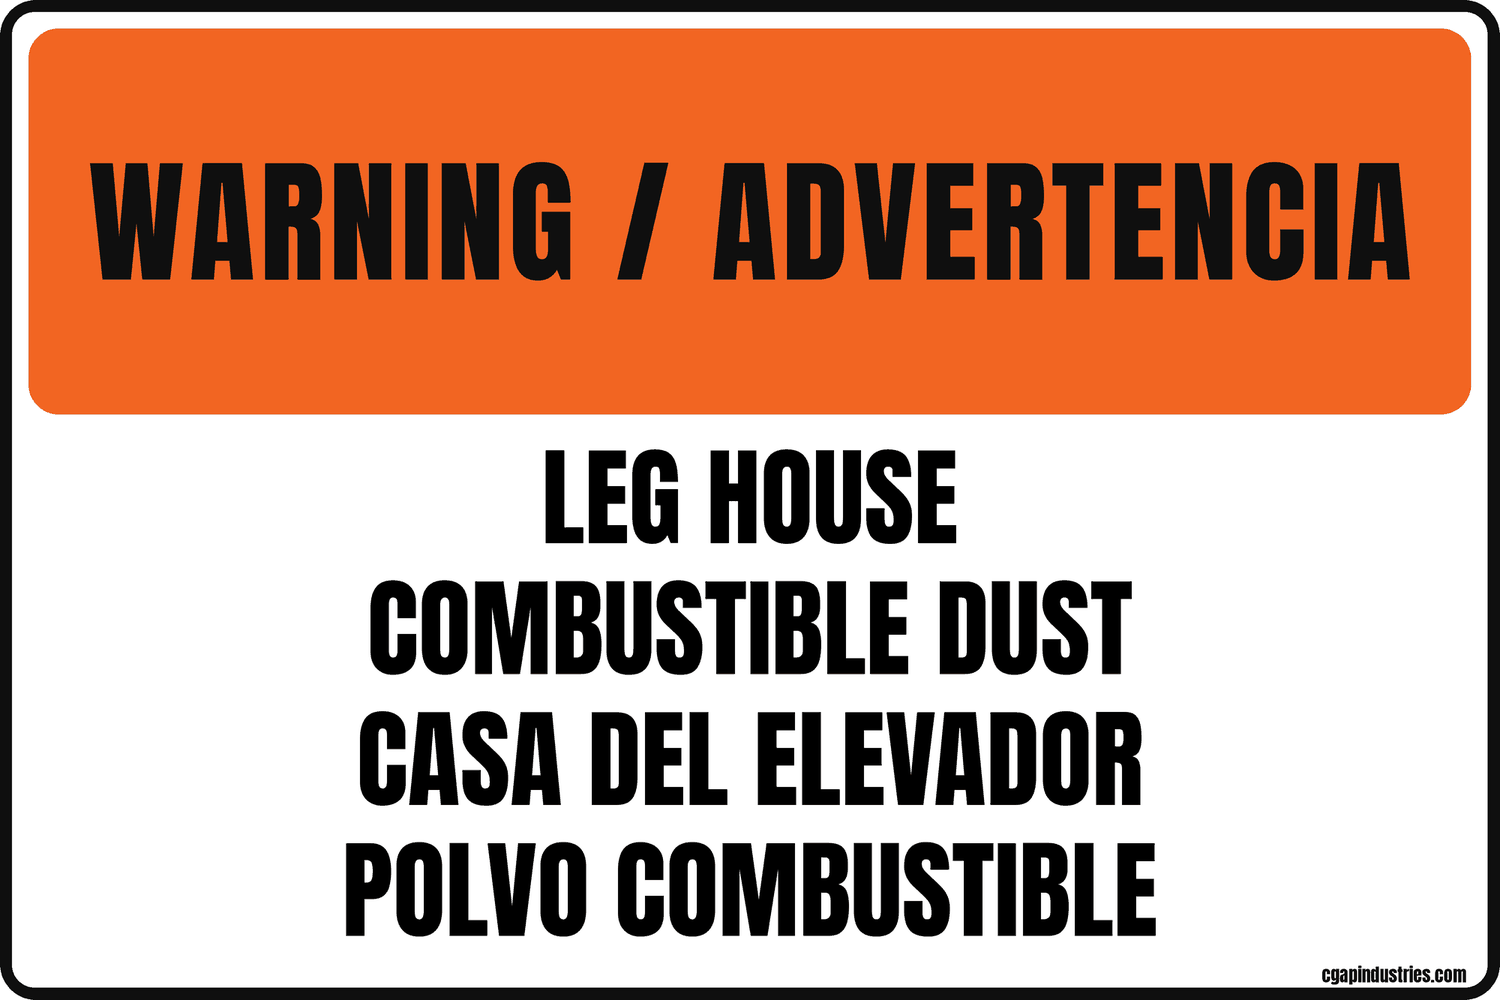 WARNING / ADVERTENCIA
LEG HOUSE
COMBUSTIBLE DUST
CASA DEL ELEVADOR
POLVO COMBUSTIBLE
cgapindustries.com